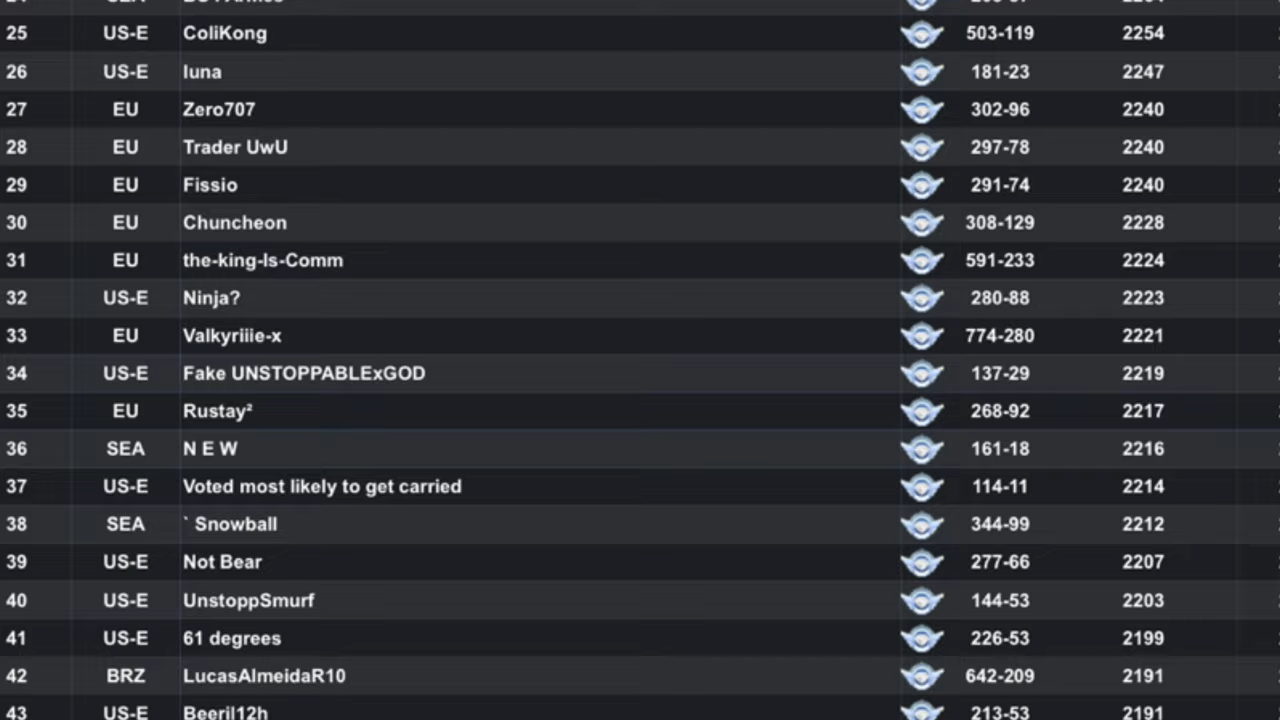 25 US-E ColiKong 503-119 2254
26 US-E luna 181-23 2247
27 EU Zero707 302-96 2240
28 EU Trader UwU 297-78 2240
29 EU Fissio 291-74 2240
30 EU Chuncheon 308-129 2228
31 EU the-king-Is-Comm 591-233 2224
32 US-E Ninja? 280-88 2223
33 EU Valkyriiie-x 774-280 2221
34 US-E Fake UNSTOPPABLExGOD 137-29 2219
35 EU Rustay² 268-92 2217
36 SEA N E W 161-18 2216
37 US-E Voted most likely to get carried 114-11 2214
38 SEA ` Snowball 344-99 2212
39 US-E Not Bear 277-66 2207
40 US-E UnstoppSmurf 144-53 2203
41 US-E 61 degrees 226-53 2199
42 BRZ LucasAlmeidaR10 642-209 2191
43 US-E Beeril12h 213-53 2191